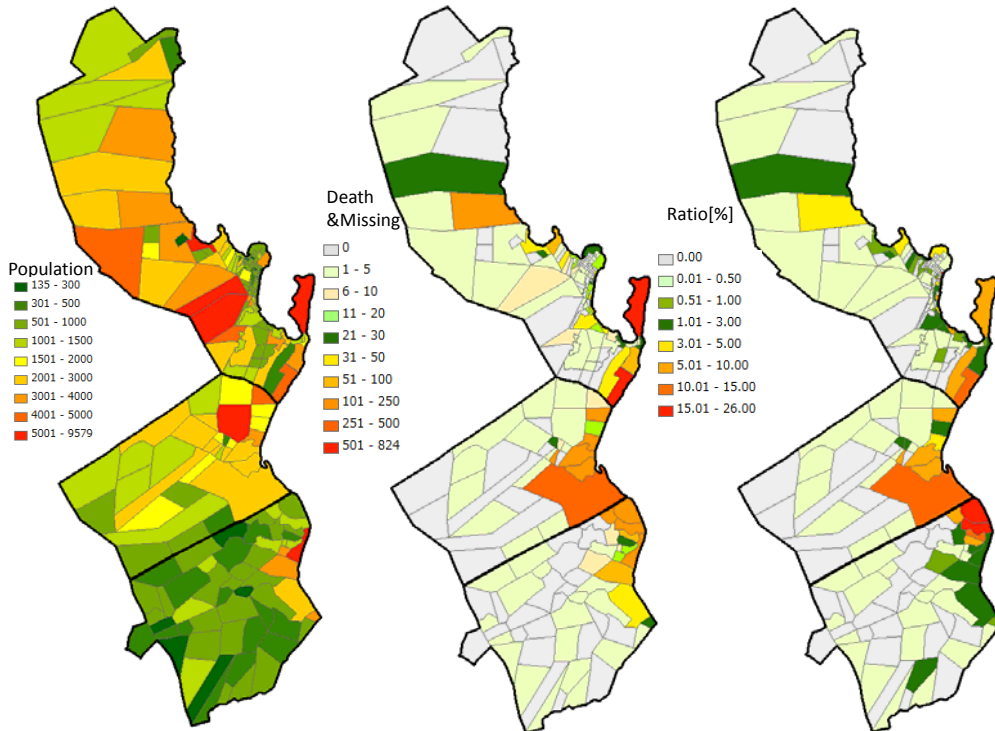 Population
135 - 300
301 - 500
501 - 1000
1001 - 1500
1501 - 2000
2001 - 3000
3001 - 4000
4001 - 5000
5001 - 9579
Death
&Missing
0
1 - 5
6 - 10
11 - 20
21 - 30
31 - 50
51 - 100
101 - 250
251 - 500
501 - 824
Ratio[%]
0.00
0.01 - 0.50
0.51 - 1.00
1.01 - 3.00
3.01 - 5.00
5.01 - 10.00
10.01 - 15.00
15.01 - 26.00